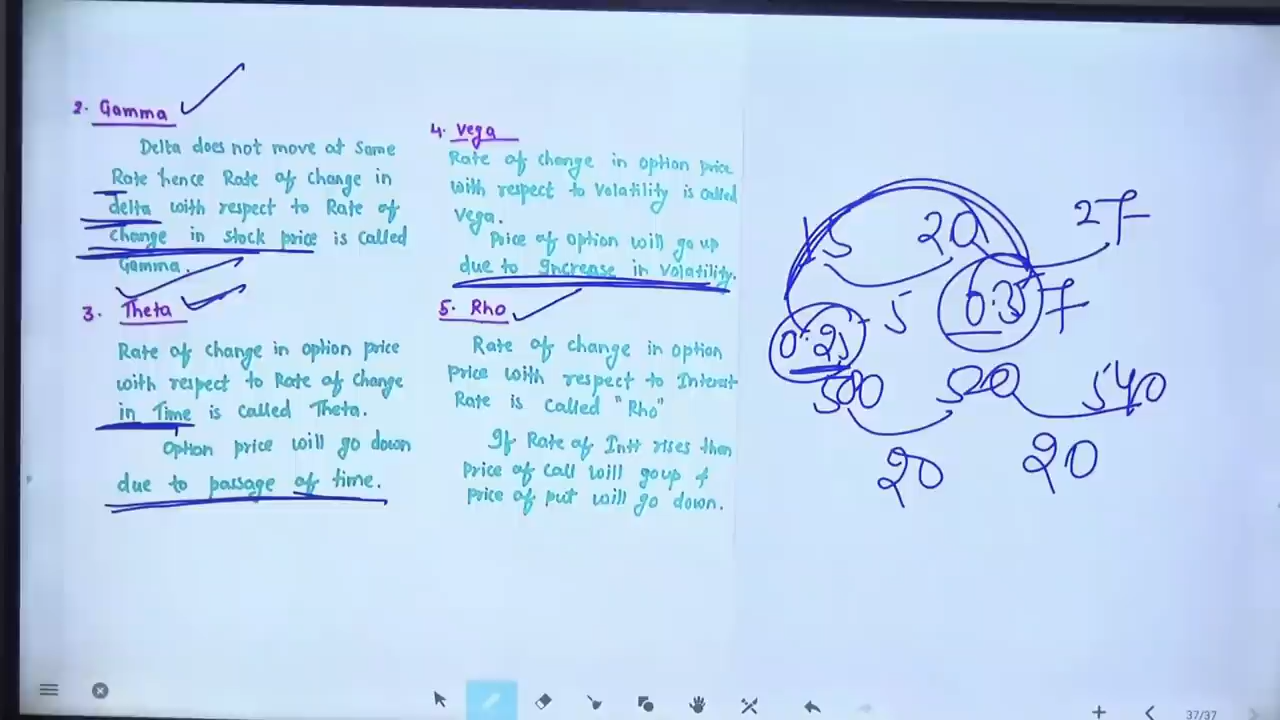 2. Gamma
Delta does not move at Same
Rate hence Rate of change in
delta with respect to Rate of
change in stock price is called
Gamma.
3. Theta
Rate of change in option price
with respect to Rate of change
in Time is called Theta.
Option price will go down
due to passage of time.
4. Vega
Rate of change in option price
with respect to Volatility is called
Vega.
Price of option will go up
due to Increase in Volatility.
5. Rho
Rate of change in option
Price with respect to Interest
Rate is called "Rho"
If Rate of Intt rises then
Price of Call will goup &
Price of put will go down.
15 20 27
5 0.35 7
0.25
500 520 540
20 20
37/37